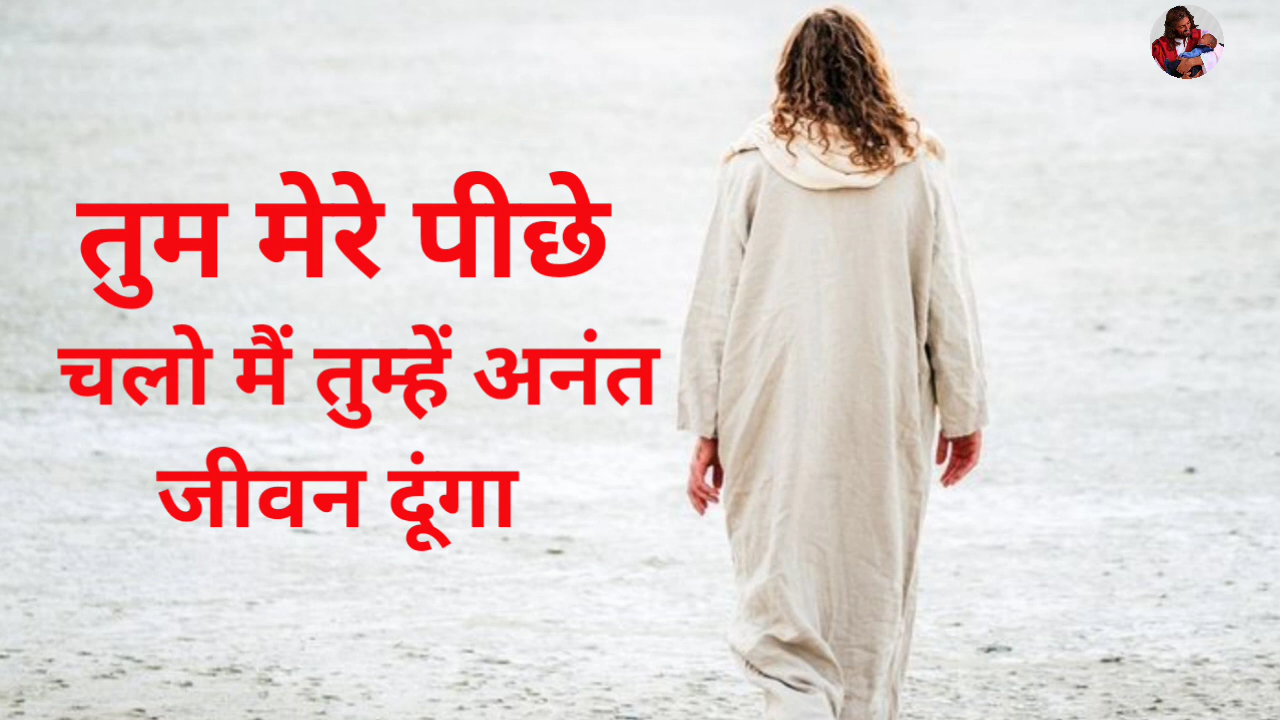 तुम मेरे पीछे
चलो मैं तुम्हें अनंत
जीवन दूंगा